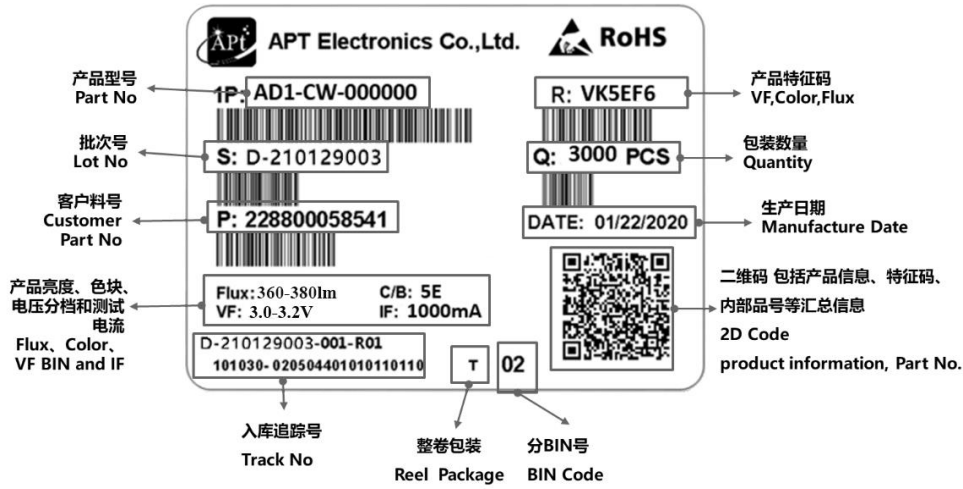 APT
APT Electronics Co.,Ltd.
RoHS
产品型号
Part No
1P: AD1-CW-000000
R: VK5EF6
产品特征码
VF,Color,Flux
批次号
Lot No
S: D-210129003
Q: 3000 PCS
包装数量
Quantity
客户料号
Customer
Part No
P: 228800058541
DATE: 01/22/2020
生产日期
Manufacture Date
产品亮度、色块、
电压分档和测试
电流
Flux、Color、
VF BIN and IF
Flux:360-380lm C/B: 5E
VF: 3.0-3.2V IF: 1000mA
D-210129003-001-R01
101030-020504401010110110
T
02
二维码 包括产品信息、特征码、
内部品号等汇总信息
2D Code
product information, Part No.
入库追踪号
Track No
整卷包装
Reel Package
分BIN号
BIN Code